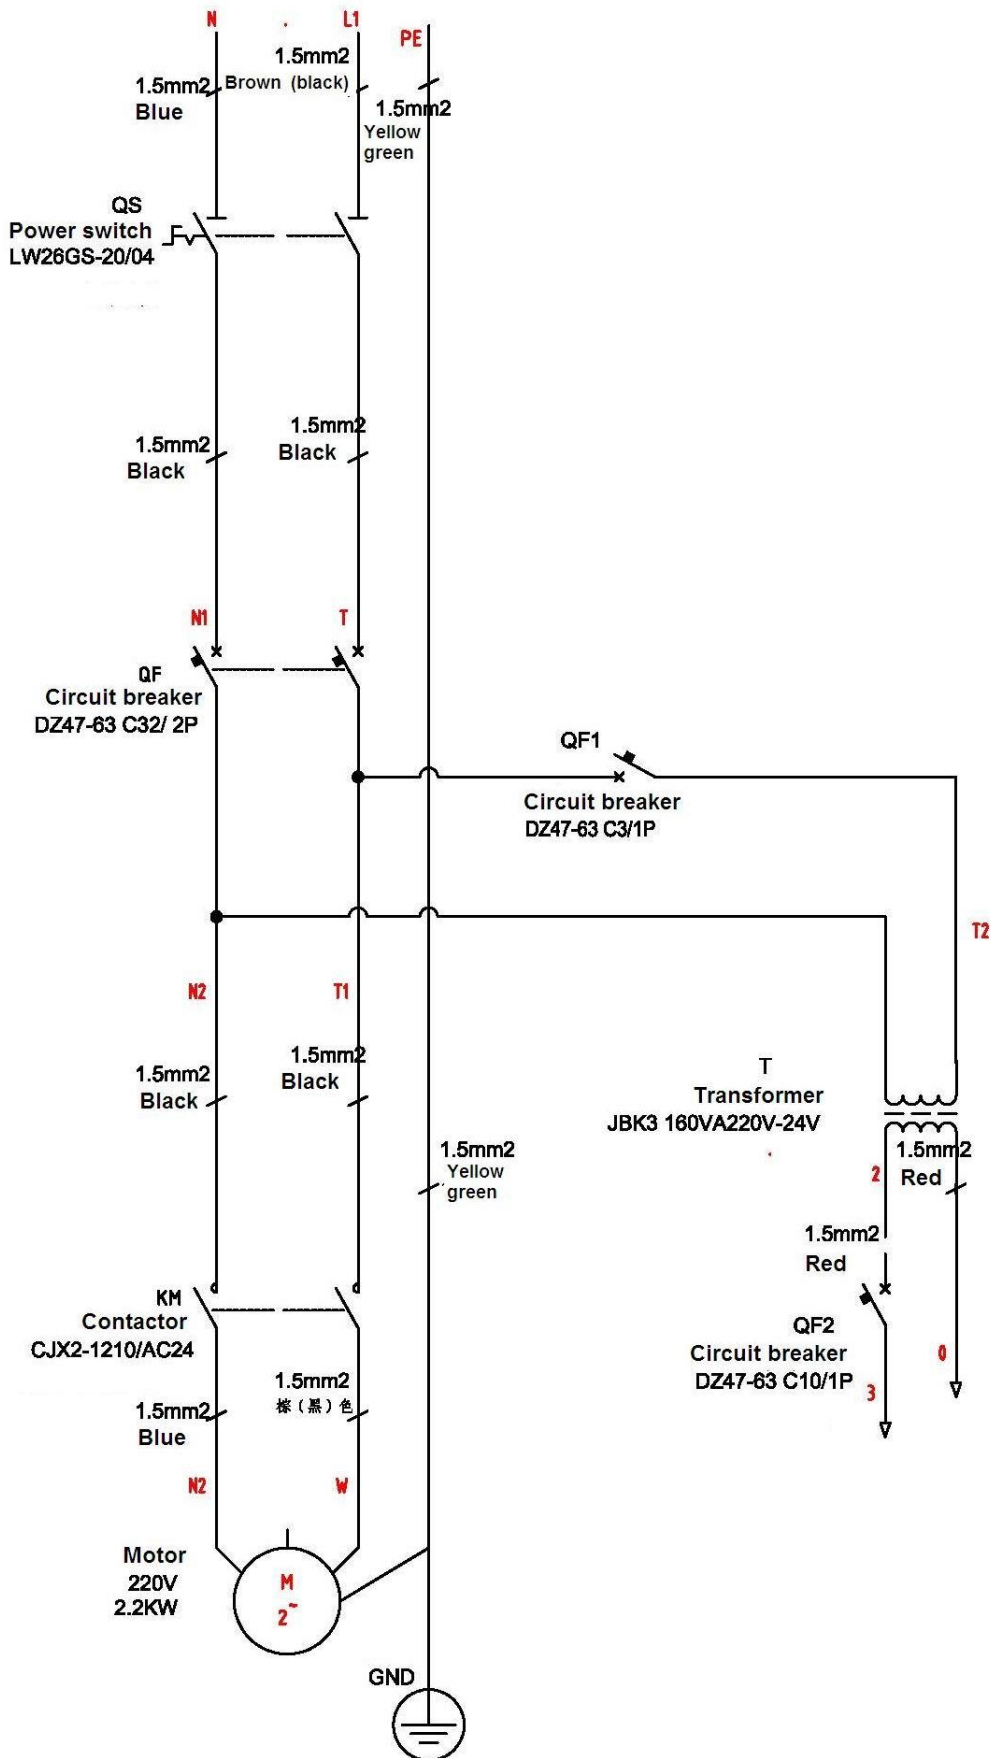 N
L1
PE
1.5mm2
Brown (black)
1.5mm2
Blue
1.5mm2
Yellow
green
QS
Power switch
LW26GS-20/04
1.5mm2
Black
1.5mm2
Black
N1
T
QF
Circuit breaker
DZ47-63 C32/ 2P
QF1
Circuit breaker
DZ47-63 C3/1P
T2
N2
T1
1.5mm2
Black
1.5mm2
Black
T
Transformer
JBK3 160VA220V-24V
1.5mm2
Yellow
green
1.5mm2
Red
2
1.5mm2
Red
KM
Contactor
CJX2-1210/AC24
QF2
Circuit breaker
DZ47-63 C10/1P
0
3
1.5mm2
棕（黑）色
1.5mm2
Blue
N2
W
Motor
220V
2.2KW
M
2~
GND